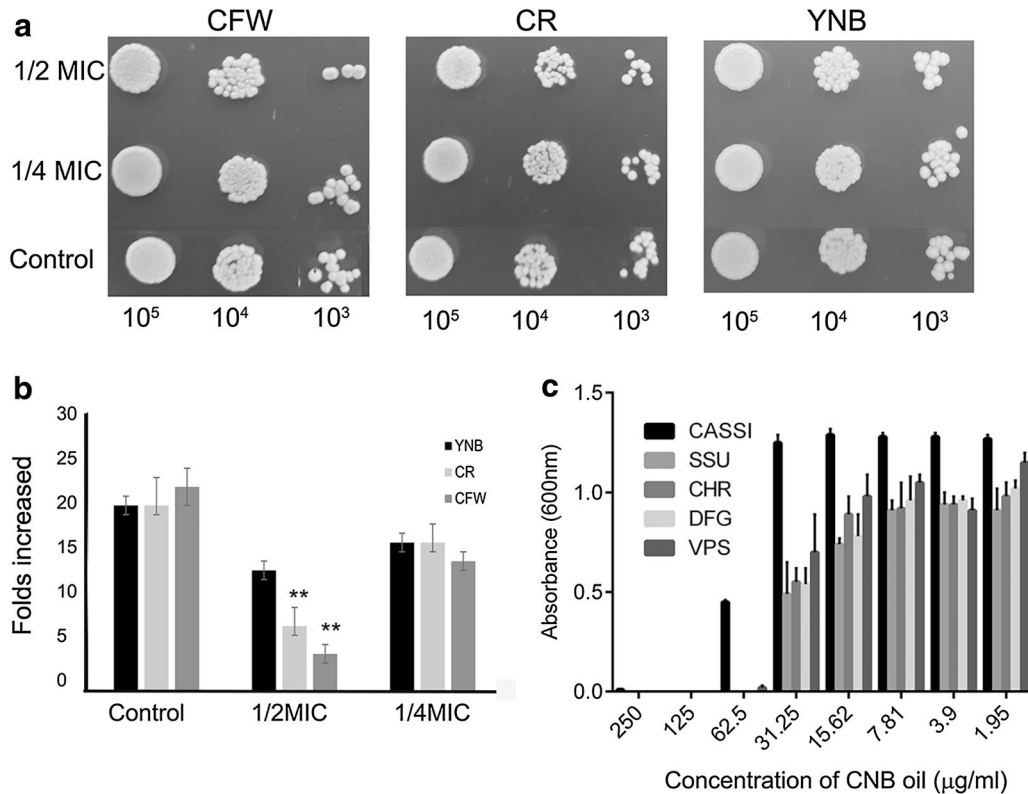 a
CFW CR YNB
1/2 MIC
1/4 MIC
Control
10⁵ 10⁴ 10³ 10⁵ 10⁴ 10³ 10⁵ 10⁴ 10³
b
Folds increased
30
25
20
15
10
5
0
YNB
CR
CFW
**
**
Control 1/2MIC 1/4MIC
c
Absorbance (600nm)
1.5
1.0
0.5
0.0
CASSI
SSU
CHR
DFG
VPS
250 125 62.5 31.25 15.62 7.81 3.9 1.95
Concentration of CNB oil (µg/ml)